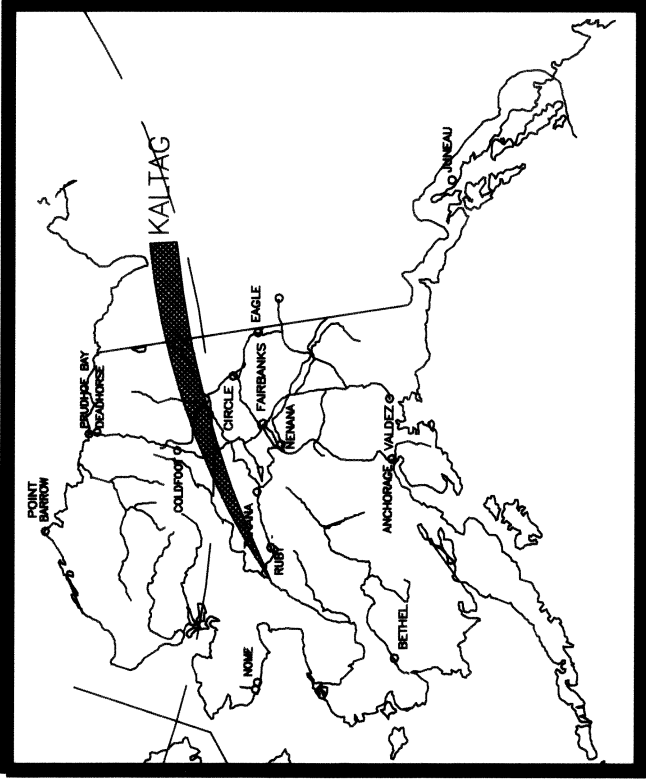 POINT
BARROW
PRUDHOE BAY
DEADHORSE
KALTAG
COLDFOOT
CIRCLE
NOME
EAGLE
FAIRBANKS
RUBY
NENANA
ANCHORAGE
VALDEZ
BETHEL
JUNEAU